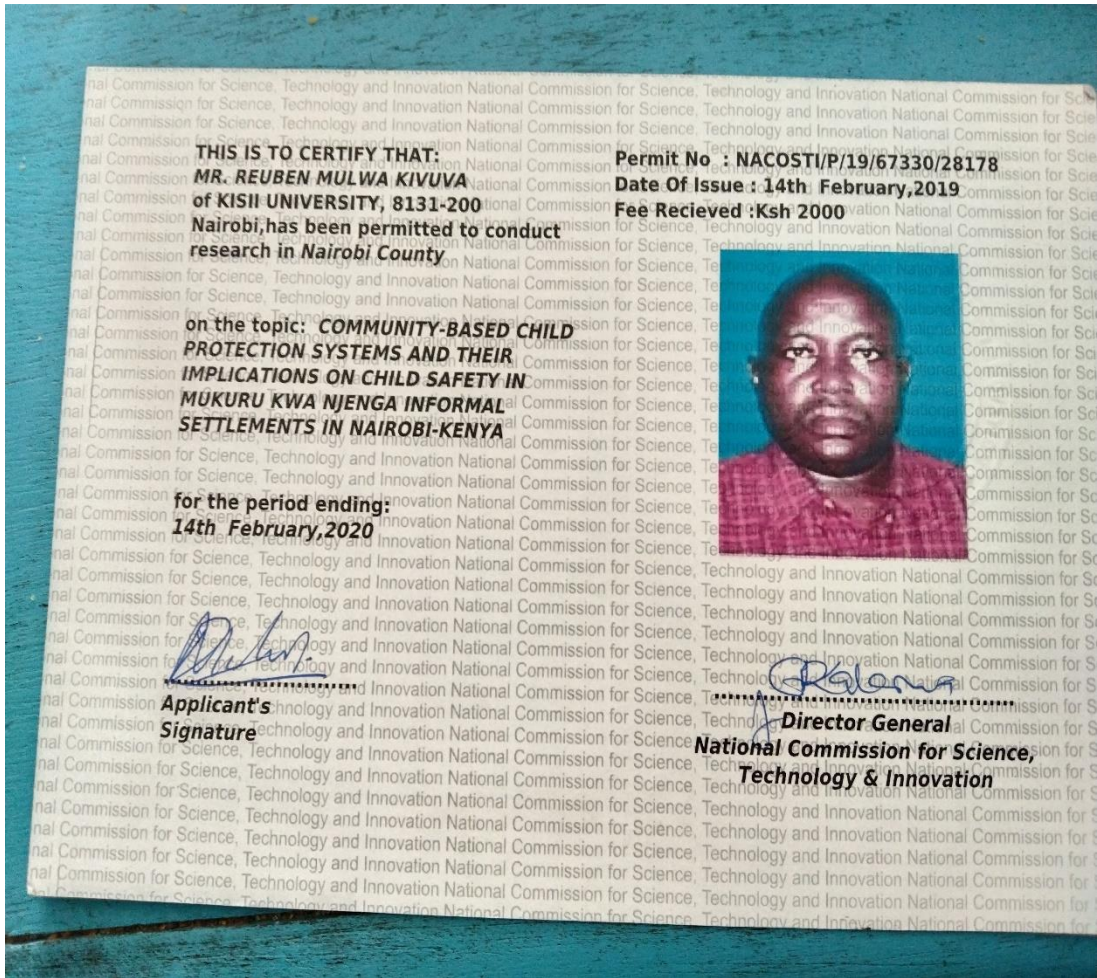 THIS IS TO CERTIFY THAT:
MR. REUBEN MULWA KIVUVA
of KISII UNIVERSITY, 8131-200
Nairobi,has been permitted to conduct
research in Nairobi County
on the topic: COMMUNITY-BASED CHILD
PROTECTION SYSTEMS AND THEIR
IMPLICATIONS ON CHILD SAFETY IN
MUKURU KWA NJENGA INFORMAL
SETTLEMENTS IN NAIROBI-KENYA
for the period ending:
14th February,2020
Applicant's
Signature
Permit No : NACOSTI/P/19/67330/28178
Date Of Issue : 14th February,2019
Fee Recieved :Ksh 2000
Director General
National Commission for Science,
Technology & Innovation